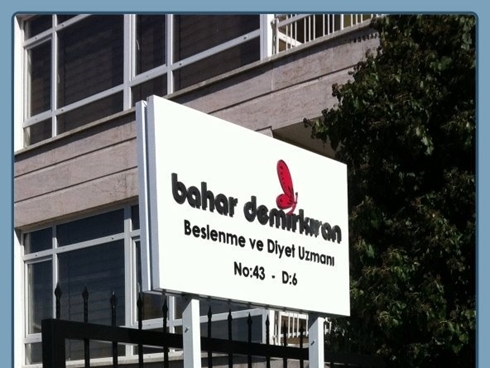 bahar demirkıran
Beslenme ve Diyet Uzmanı
No:43 - D:6